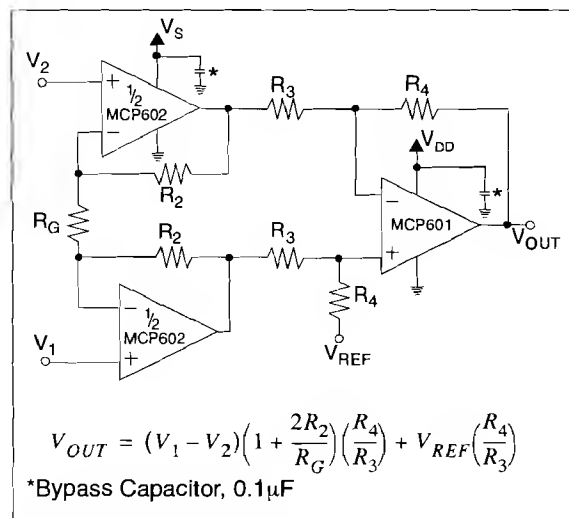 V_S
V_2
*
R_3
R_4
1/2
MCP602
V_DD
R_2
*
R_G
MCP601
R_2
R_3
V_OUT
1/2
MCP602
R_4
V_1
V_REF
V_OUT = (V_1 − V_2)(1 + 2R_2/R_G)(R_4/R_3) + V_REF(R_4/R_3)
*Bypass Capacitor, 0.1µF